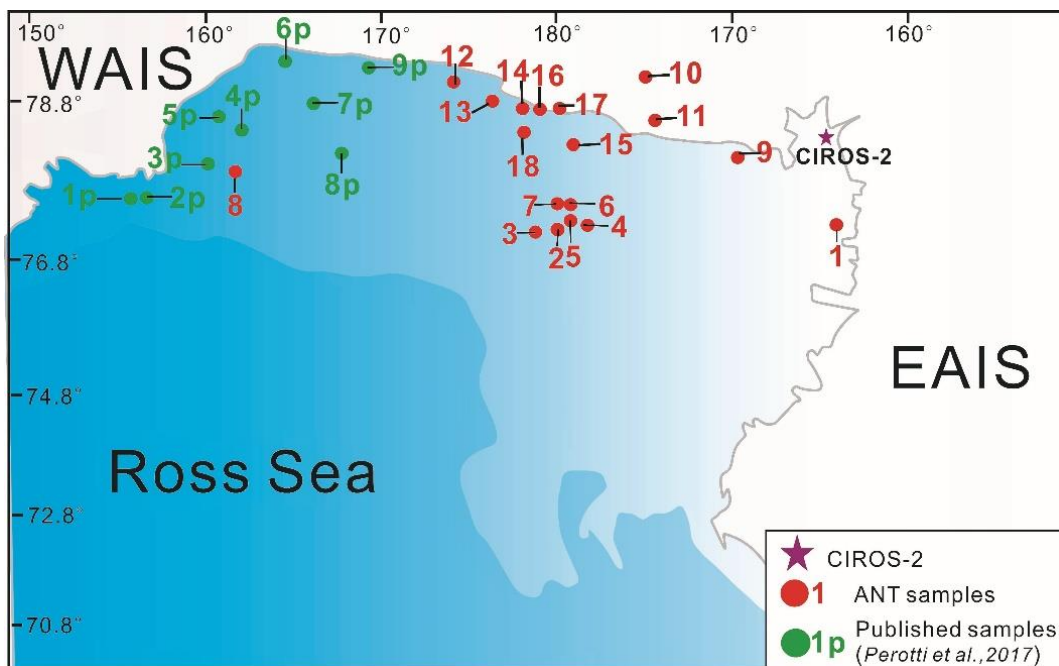 150° 160° 170° 180° 170° 160°
WAIS
6p
9p
12
14 16
10
78.8°
5p 4p
7p
13
17
11
CIROS-2
3p
8p
18
15
9
1p 2p
8
7 6
3
25
4
1
76.8°
74.8°
EAIS
Ross Sea
72.8°
70.8°
CIROS-2
1 ANT samples
1p Published samples
(Perotti et al.,2017)